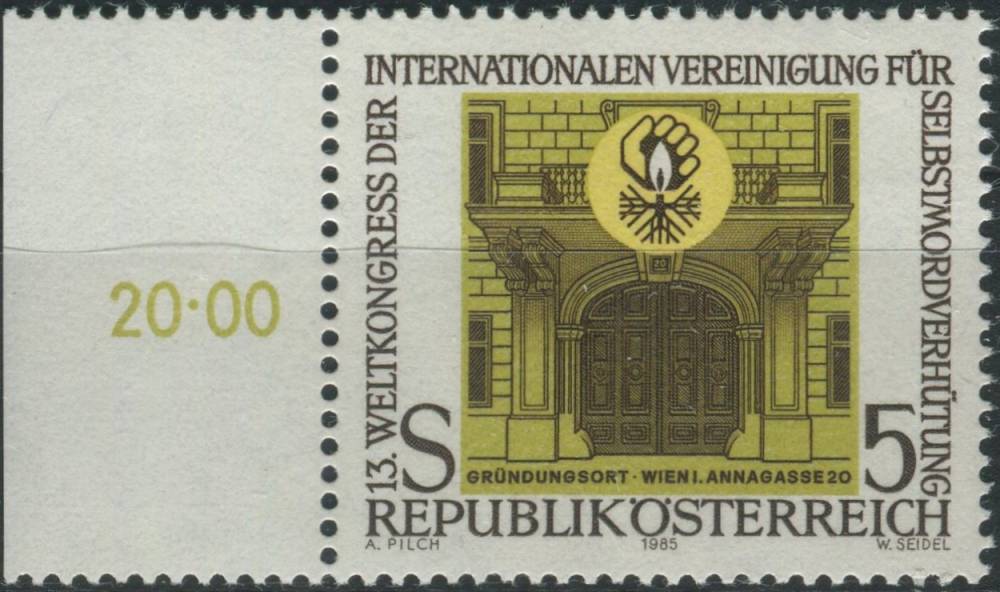 20·00
13. WELTKONGRESS DER
INTERNATIONALEN VEREINIGUNG FÜR
SELBSTMORDVERHÜTUNG
20
S
5
GRÜNDUNGSORT · WIEN I. ANNAGASSE 20
REPUBLIK ÖSTERREICH
A. PILCH
1985
W. SEIDEL